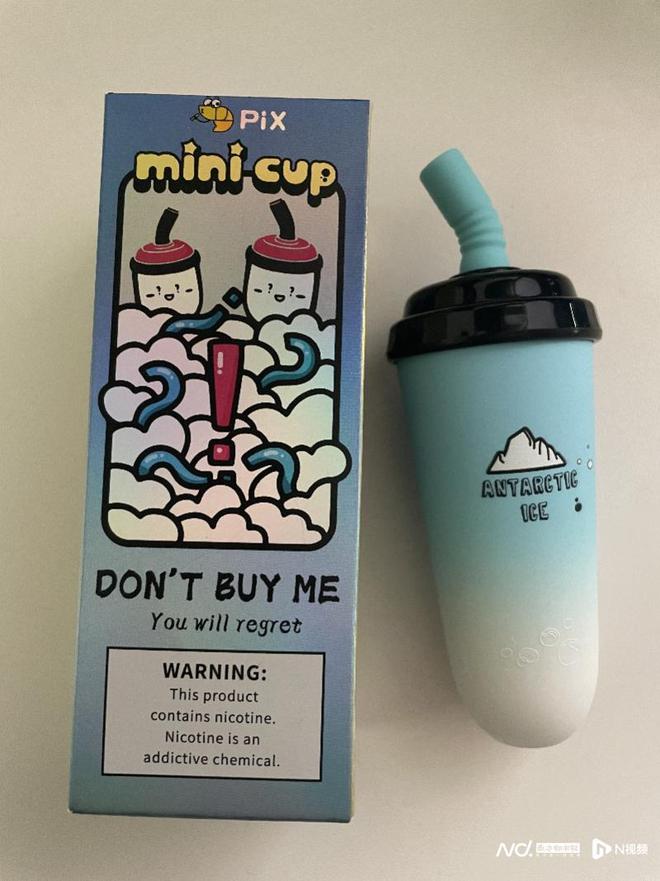 PiX
mini cup
DON'T BUY ME
You will regret
WARNING:
This product
contains nicotine.
Nicotine is an
addictive chemical.
ANTARCTIC
ICE
N视频